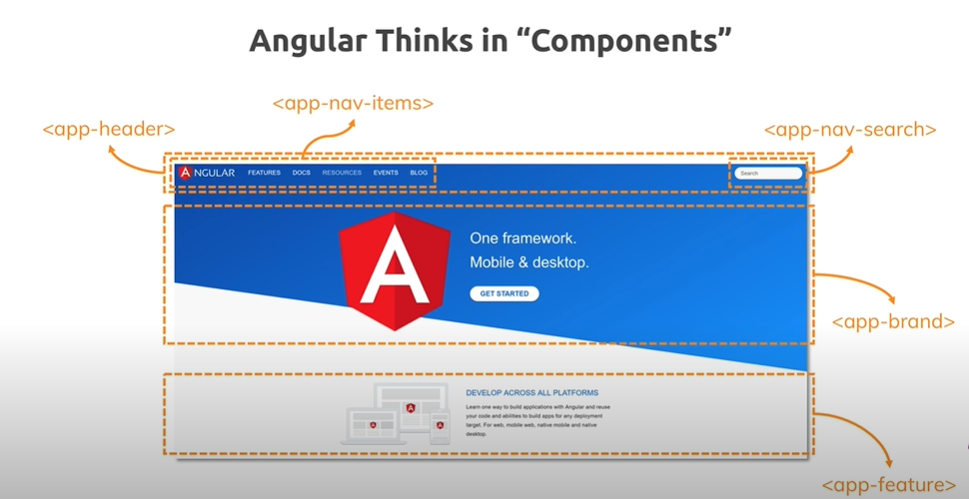 Angular Thinks in “Components”
<app-nav-items>
<app-header>
<app-nav-search>
A NGULAR FEATURES DOCS RESOURCES EVENTS BLOG Search
One framework.
A
Mobile & desktop.
GET STARTED
<app-brand>
DEVELOP ACROSS ALL PLATFORMS
Learn one way to build applications with Angular and reuse
your code and abilities to build apps for any deployment
target. For web, mobile web, native mobile and native
desktop.
<app-feature>